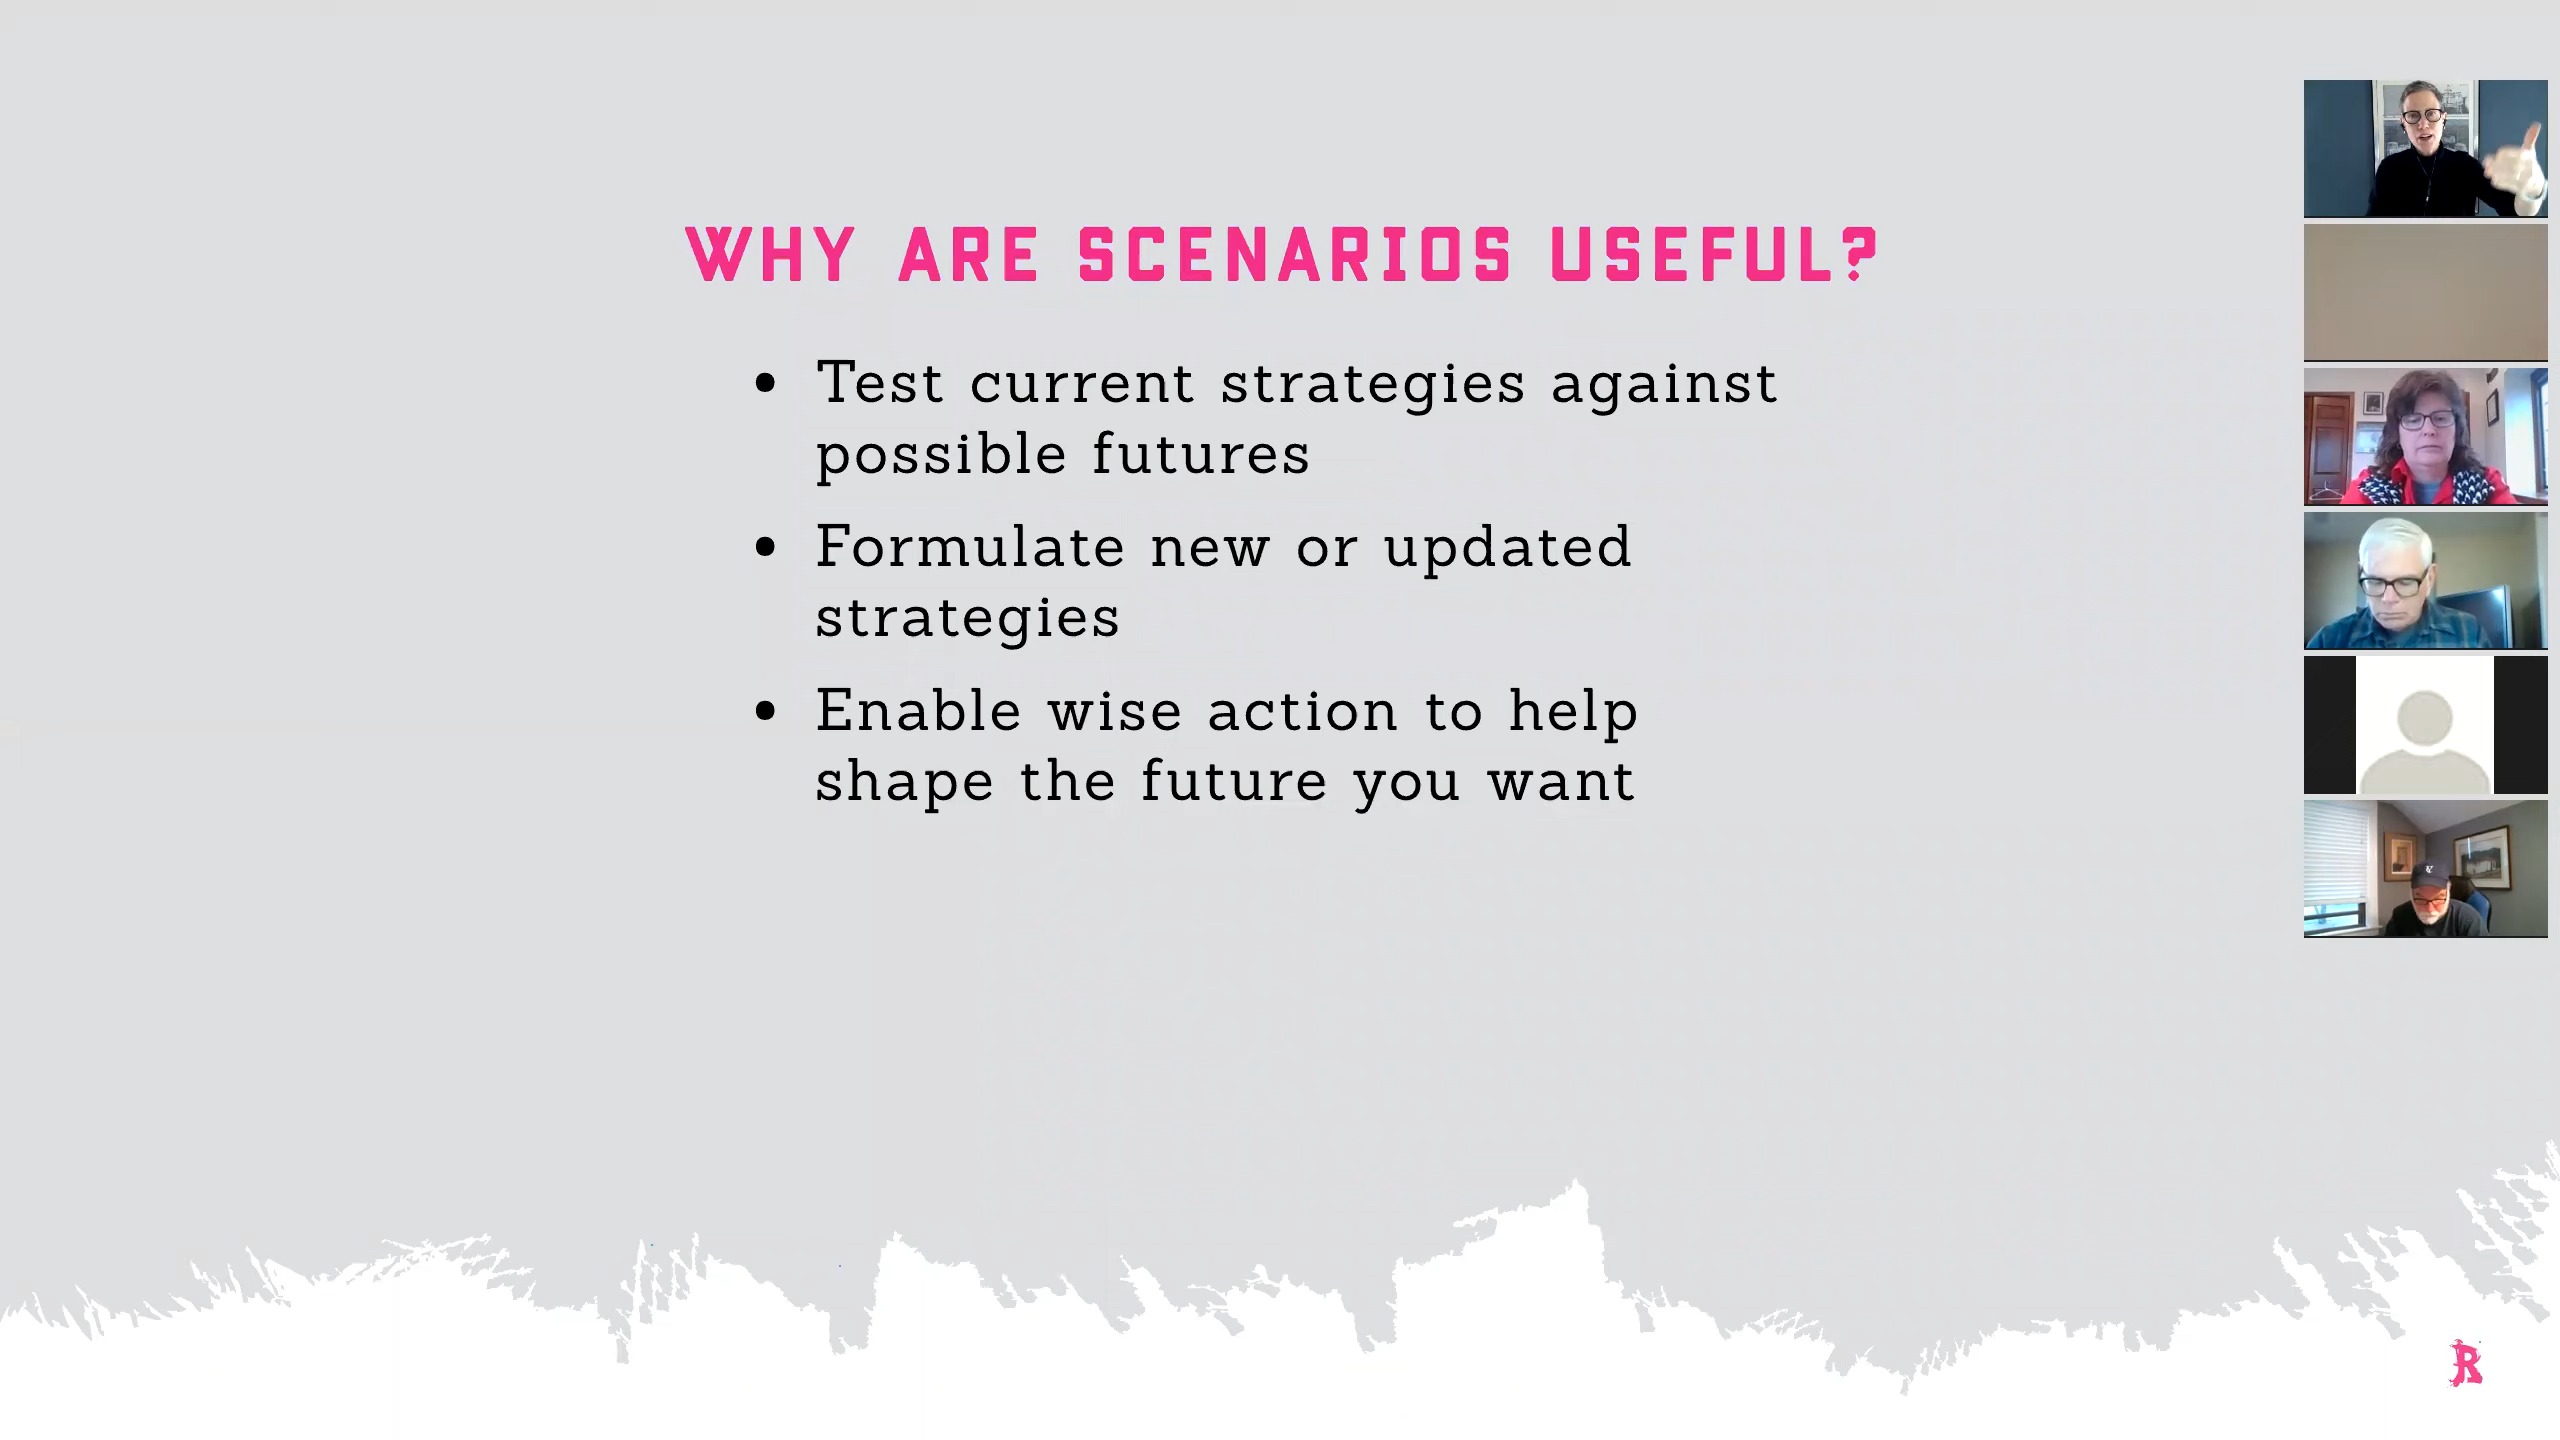 WHY ARE SCENARIOS USEFUL?
• Test current strategies against
possible futures
• Formulate new or updated
strategies
• Enable wise action to help
shape the future you want
R